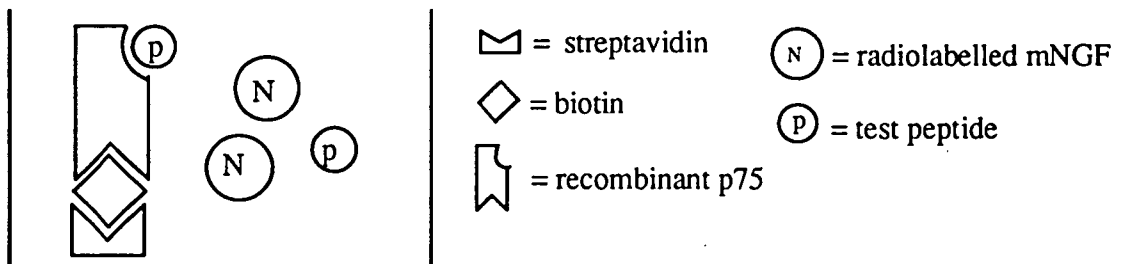 p
N
N
p
= streptavidin
N = radiolabelled mNGF
= biotin
p = test peptide
= recombinant p75